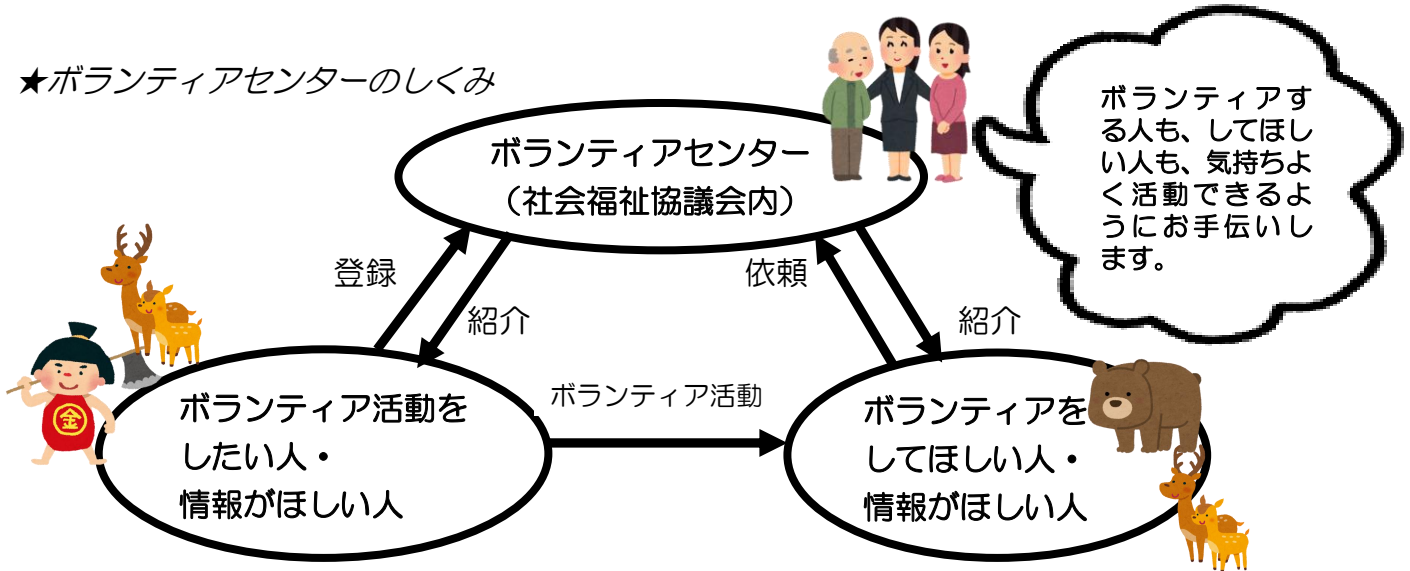 ★ボランティアセンターのしくみ
ボランティアセンター
（社会福祉協議会内）
ボランティアす
る人も、してほし
い人も、気持ちよ
く活動できるよ
うにお手伝いし
ます。
登録
紹介
依頼
紹介
金
ボランティア活動を
したい人・
情報がほしい人
ボランティア活動
ボランティアを
してほしい人・
情報がほしい人